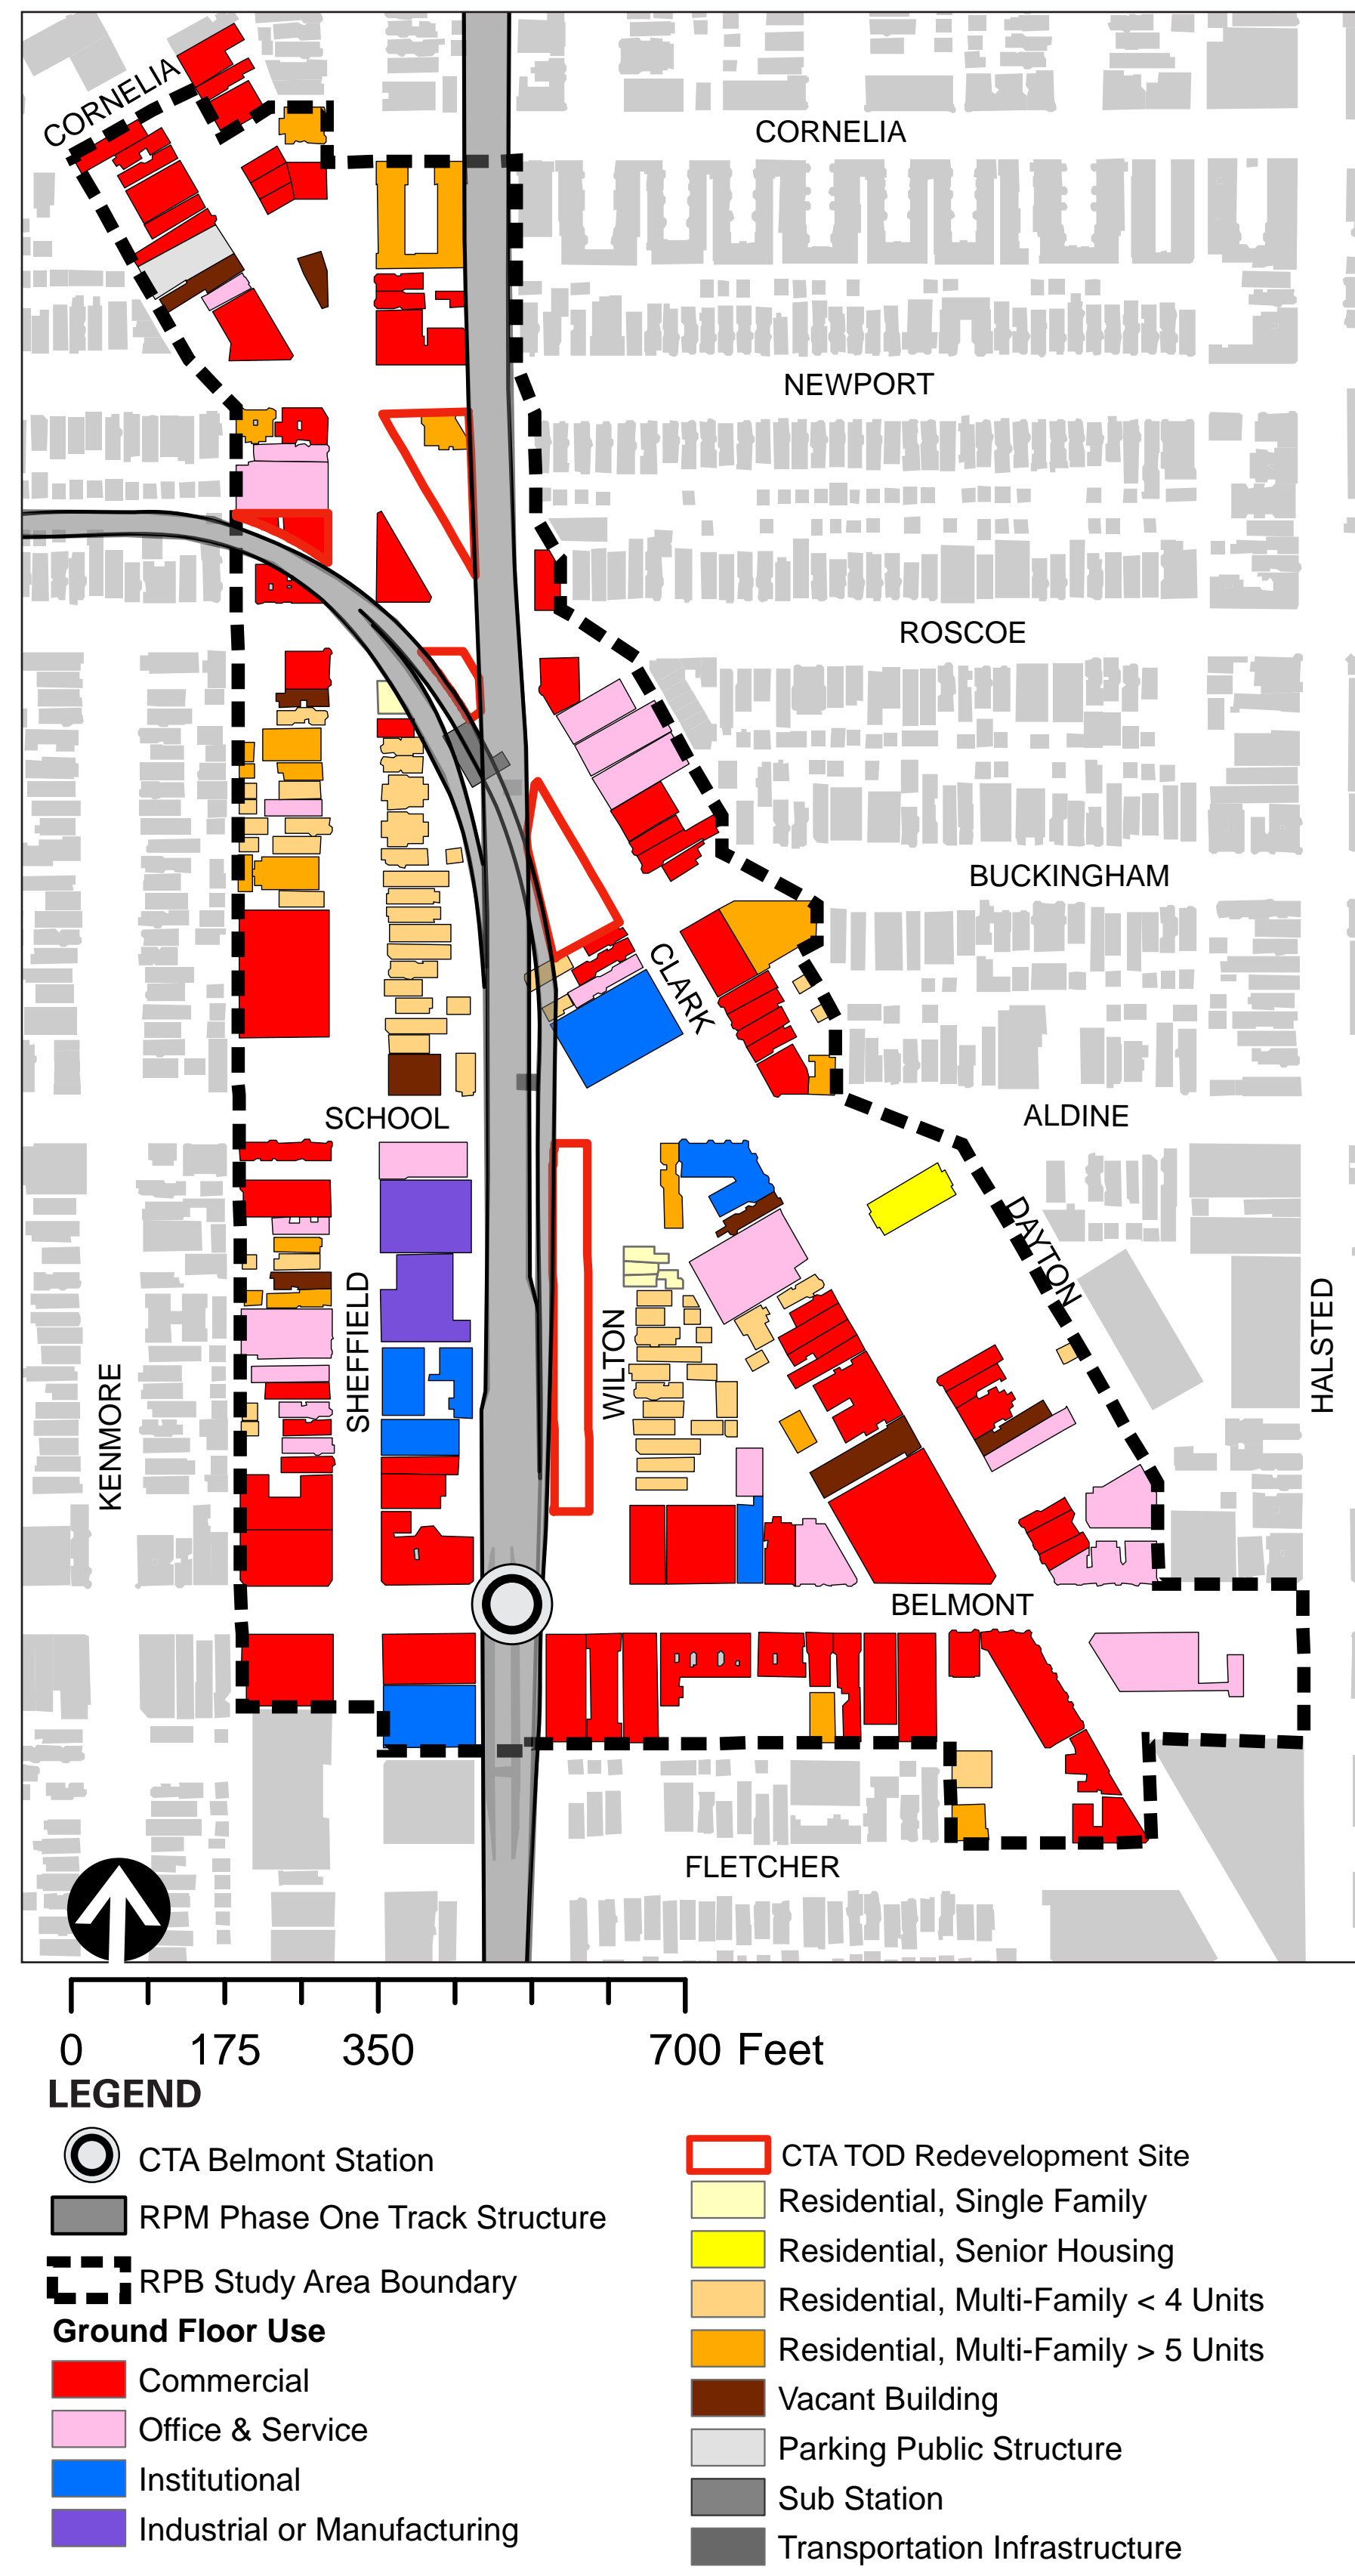 CORNELIA
CORNELIA
NEWPORT
ROSCOE
BUCKINGHAM
CLARK
SCHOOL
ALDINE
DAYTON
HALSTED
SHEFFIELD
WILTON
KENMORE
BELMONT
FLETCHER
0 175 350 700 Feet
LEGEND
CTA Belmont Station
RPM Phase One Track Structure
RPB Study Area Boundary
Ground Floor Use
Commercial
Office & Service
Institutional
Industrial or Manufacturing
CTA TOD Redevelopment Site
Residential, Single Family
Residential, Senior Housing
Residential, Multi-Family < 4 Units
Residential, Multi-Family > 5 Units
Vacant Building
Parking Public Structure
Sub Station
Transportation Infrastructure